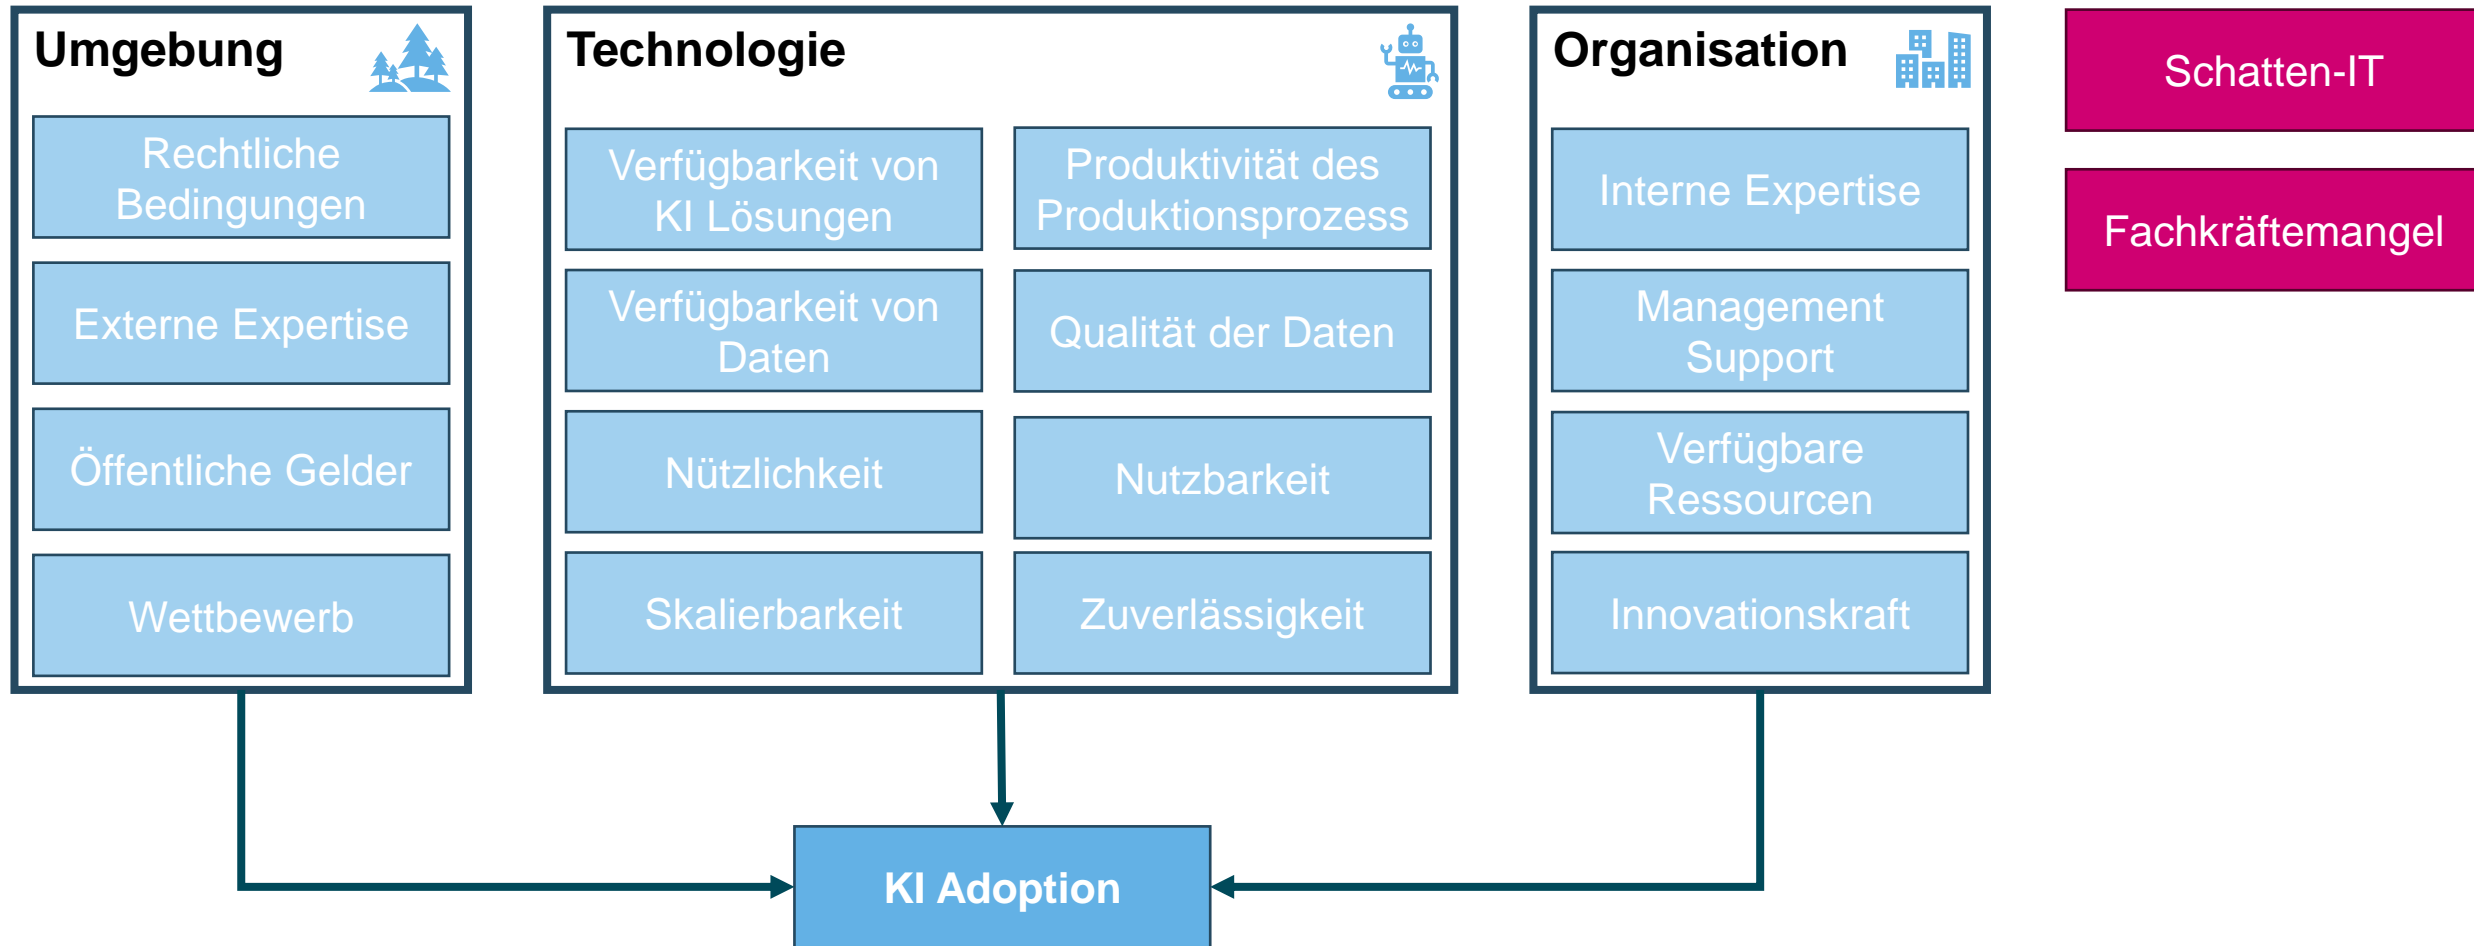 Umgebung
Rechtliche
Bedingungen
Externe Expertise
Öffentliche Gelder
Wettbewerb
Technologie
Verfügbarkeit von
KI Lösungen
Produktivität des
Produktionsprozess
Verfügbarkeit von
Daten
Qualität der Daten
Nützlichkeit
Nutzbarkeit
Skalierbarkeit
Zuverlässigkeit
Organisation
Interne Expertise
Management
Support
Verfügbare
Ressourcen
Innovationskraft
Schatten-IT
Fachkräftemangel
KI Adoption